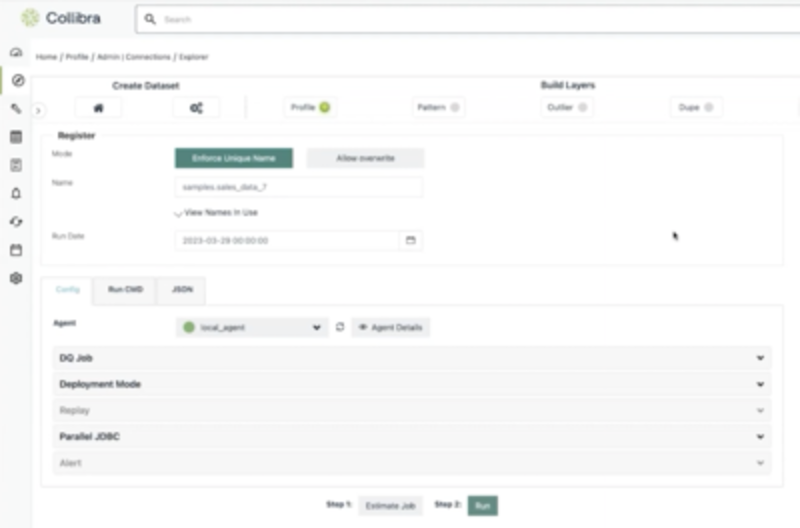 Collibra
Search
Home / Profile / Admin | Connections / Explorer
Create Dataset
Build Layers
Profile
Pattern
Outlier
Dupe
Register
Mode
Enforce Unique Name
Allow overwrite
Name
samples.sales_data_7
View Names In Use
Run Date
2023-03-29 00:00:00
Config
Run CMD
JSON
Agent
local_agent
Agent Details
DQ Job
Deployment Mode
Replay
Parallel JDBC
Alert
Step 1:
Estimate Job
Step 2:
Run